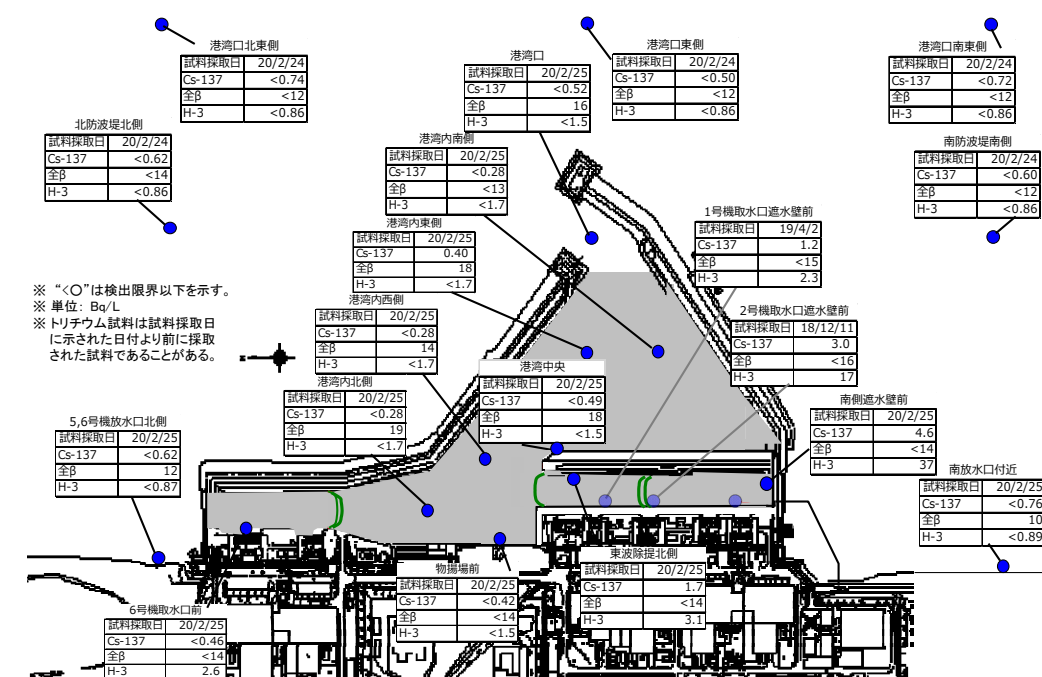 港湾口北東側
試料採取日 20/2/24
Cs-137 <0.74
全β <12
H-3 <0.86
港湾口
試料採取日 20/2/25
Cs-137 <0.52
全β 16
H-3 <1.5
港湾口東側
試料採取日 20/2/24
Cs-137 <0.50
全β <12
H-3 <0.86
港湾口南東側
試料採取日 20/2/24
Cs-137 <0.72
全β <12
H-3 <0.86
北防波堤北側
試料採取日 20/2/24
Cs-137 <0.62
全β <14
H-3 <0.86
港湾内南側
試料採取日 20/2/25
Cs-137 <0.28
全β <13
H-3 <1.7
南防波堤南側
試料採取日 20/2/24
Cs-137 <0.60
全β <12
H-3 <0.86
港湾内東側
試料採取日 20/2/25
Cs-137 0.40
全β 18
H-3 <1.7
1号機取水口遮水壁前
試料採取日 19/4/2
Cs-137 1.2
全β <15
H-3 2.3
※ “<〇”は検出限界以下を示す。
※ 単位: Bq/L
※ トリチウム試料は試料採取日
に示された日付より前に採取
された試料であることがある。
港湾内西側
試料採取日 20/2/25
Cs-137 <0.28
全β 14
H-3 <1.7
2号機取水口遮水壁前
試料採取日 18/12/11
Cs-137 3.0
全β <16
H-3 17
港湾中央
試料採取日 20/2/25
Cs-137 <0.49
全β 18
H-3 <1.5
港湾内北側
試料採取日 20/2/25
Cs-137 <0.28
全β 19
H-3 <1.7
南側遮水壁前
試料採取日 20/2/25
Cs-137 4.6
全β <14
H-3 37
5,6号機放水口北側
試料採取日 20/2/25
Cs-137 <0.62
全β 12
H-3 <0.87
南放水口付近
試料採取日 20/2/25
Cs-137 <0.76
全β 10
H-3 <0.89
物揚場前
試料採取日 20/2/25
Cs-137 <0.42
全β <14
H-3 <1.5
東波除堤北側
試料採取日 20/2/25
Cs-137 1.7
全β <14
H-3 3.1
6号機取水口前
試料採取日 20/2/25
Cs-137 <0.46
全β <14
H-3 2.6